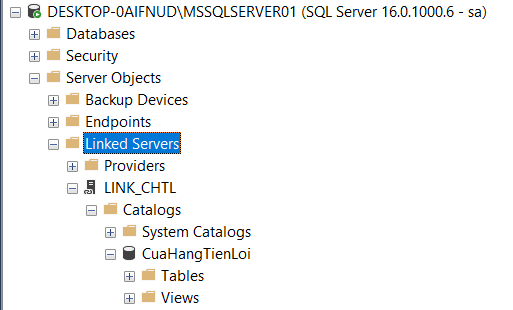 DESKTOP-0AIFNUD\MSSQLSERVER01 (SQL Server 16.0.1000.6 - sa)
Databases
Security
Server Objects
Backup Devices
Endpoints
Linked Servers
Providers
LINK_CHTL
Catalogs
System Catalogs
CuaHangTienLoi
Tables
Views